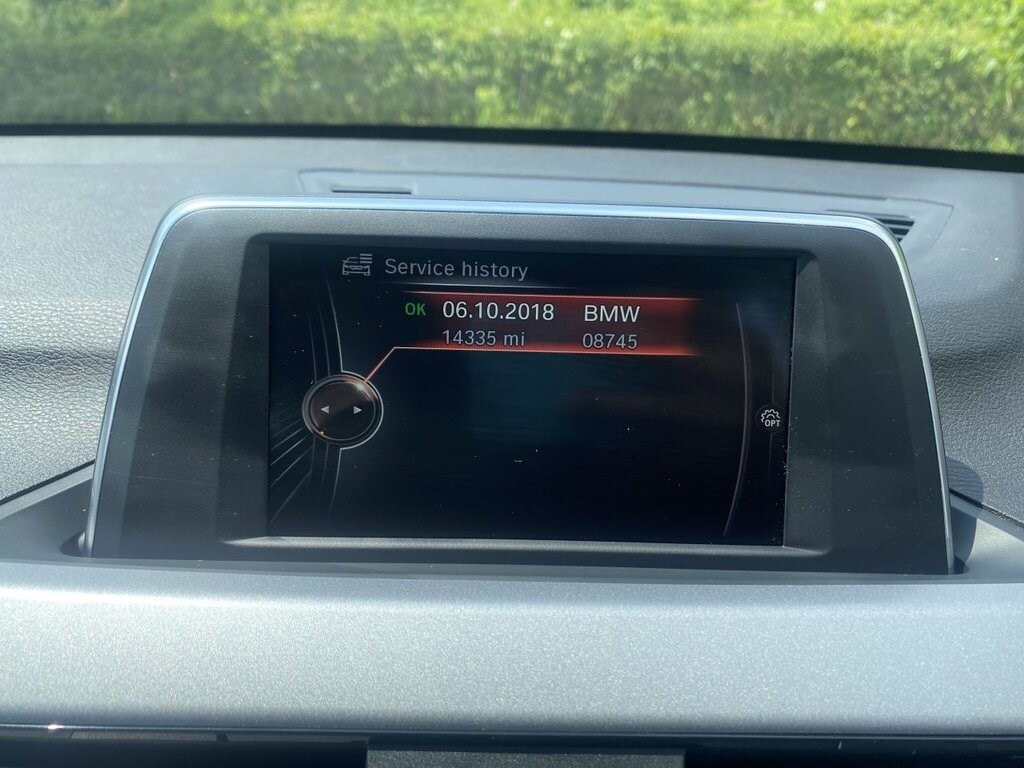 Service history
OK 06.10.2018 BMW
14335 mi 08745
OPT